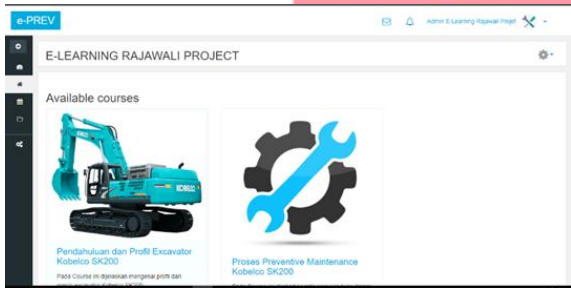 e-PREV
Admin E-Learning Rajawali Projet
E-LEARNING RAJAWALI PROJECT
Available courses
KOBELCO
Pendahuluan dan Profil Excavator
Kobelco SK200
Proses Preventive Maintenance
Kobelco SK200
Pada Course ini dijelaskan mengenai profil dan